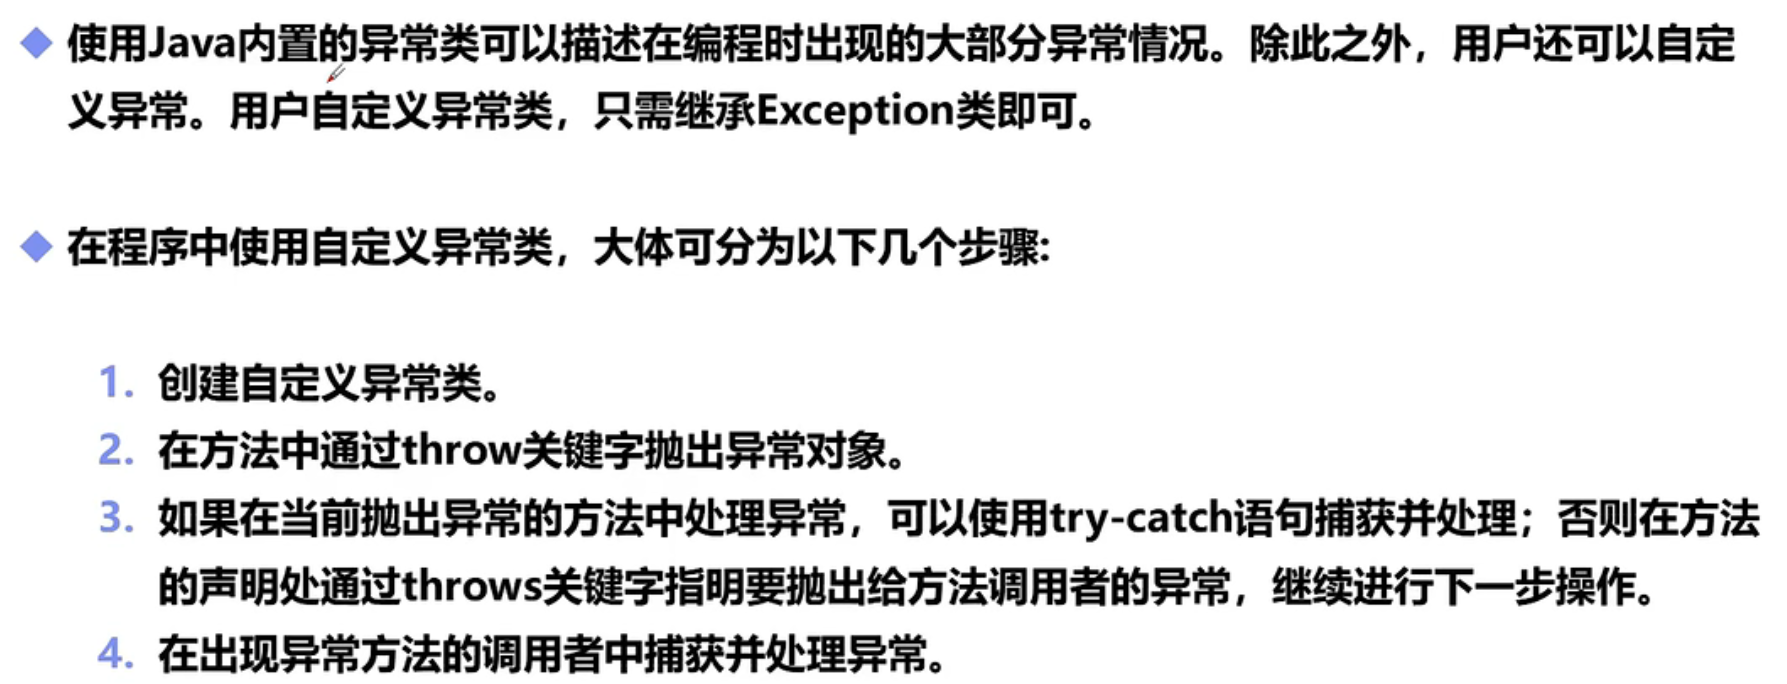 使用Java内置的异常类可以描述在编程时出现的大部分异常情况。除此之外，用户还可以自定
义异常。用户自定义异常类，只需继承Exception类即可。
在程序中使用自定义异常类，大体可分为以下几个步骤:
1. 创建自定义异常类。
2. 在方法中通过throw关键字抛出异常对象。
3. 如果在当前抛出异常的方法中处理异常，可以使用try-catch语句捕获并处理；否则在方法
的声明处通过throws关键字指明要抛出给方法调用者的异常，继续进行下一步操作。
4. 在出现异常方法的调用者中捕获并处理异常。